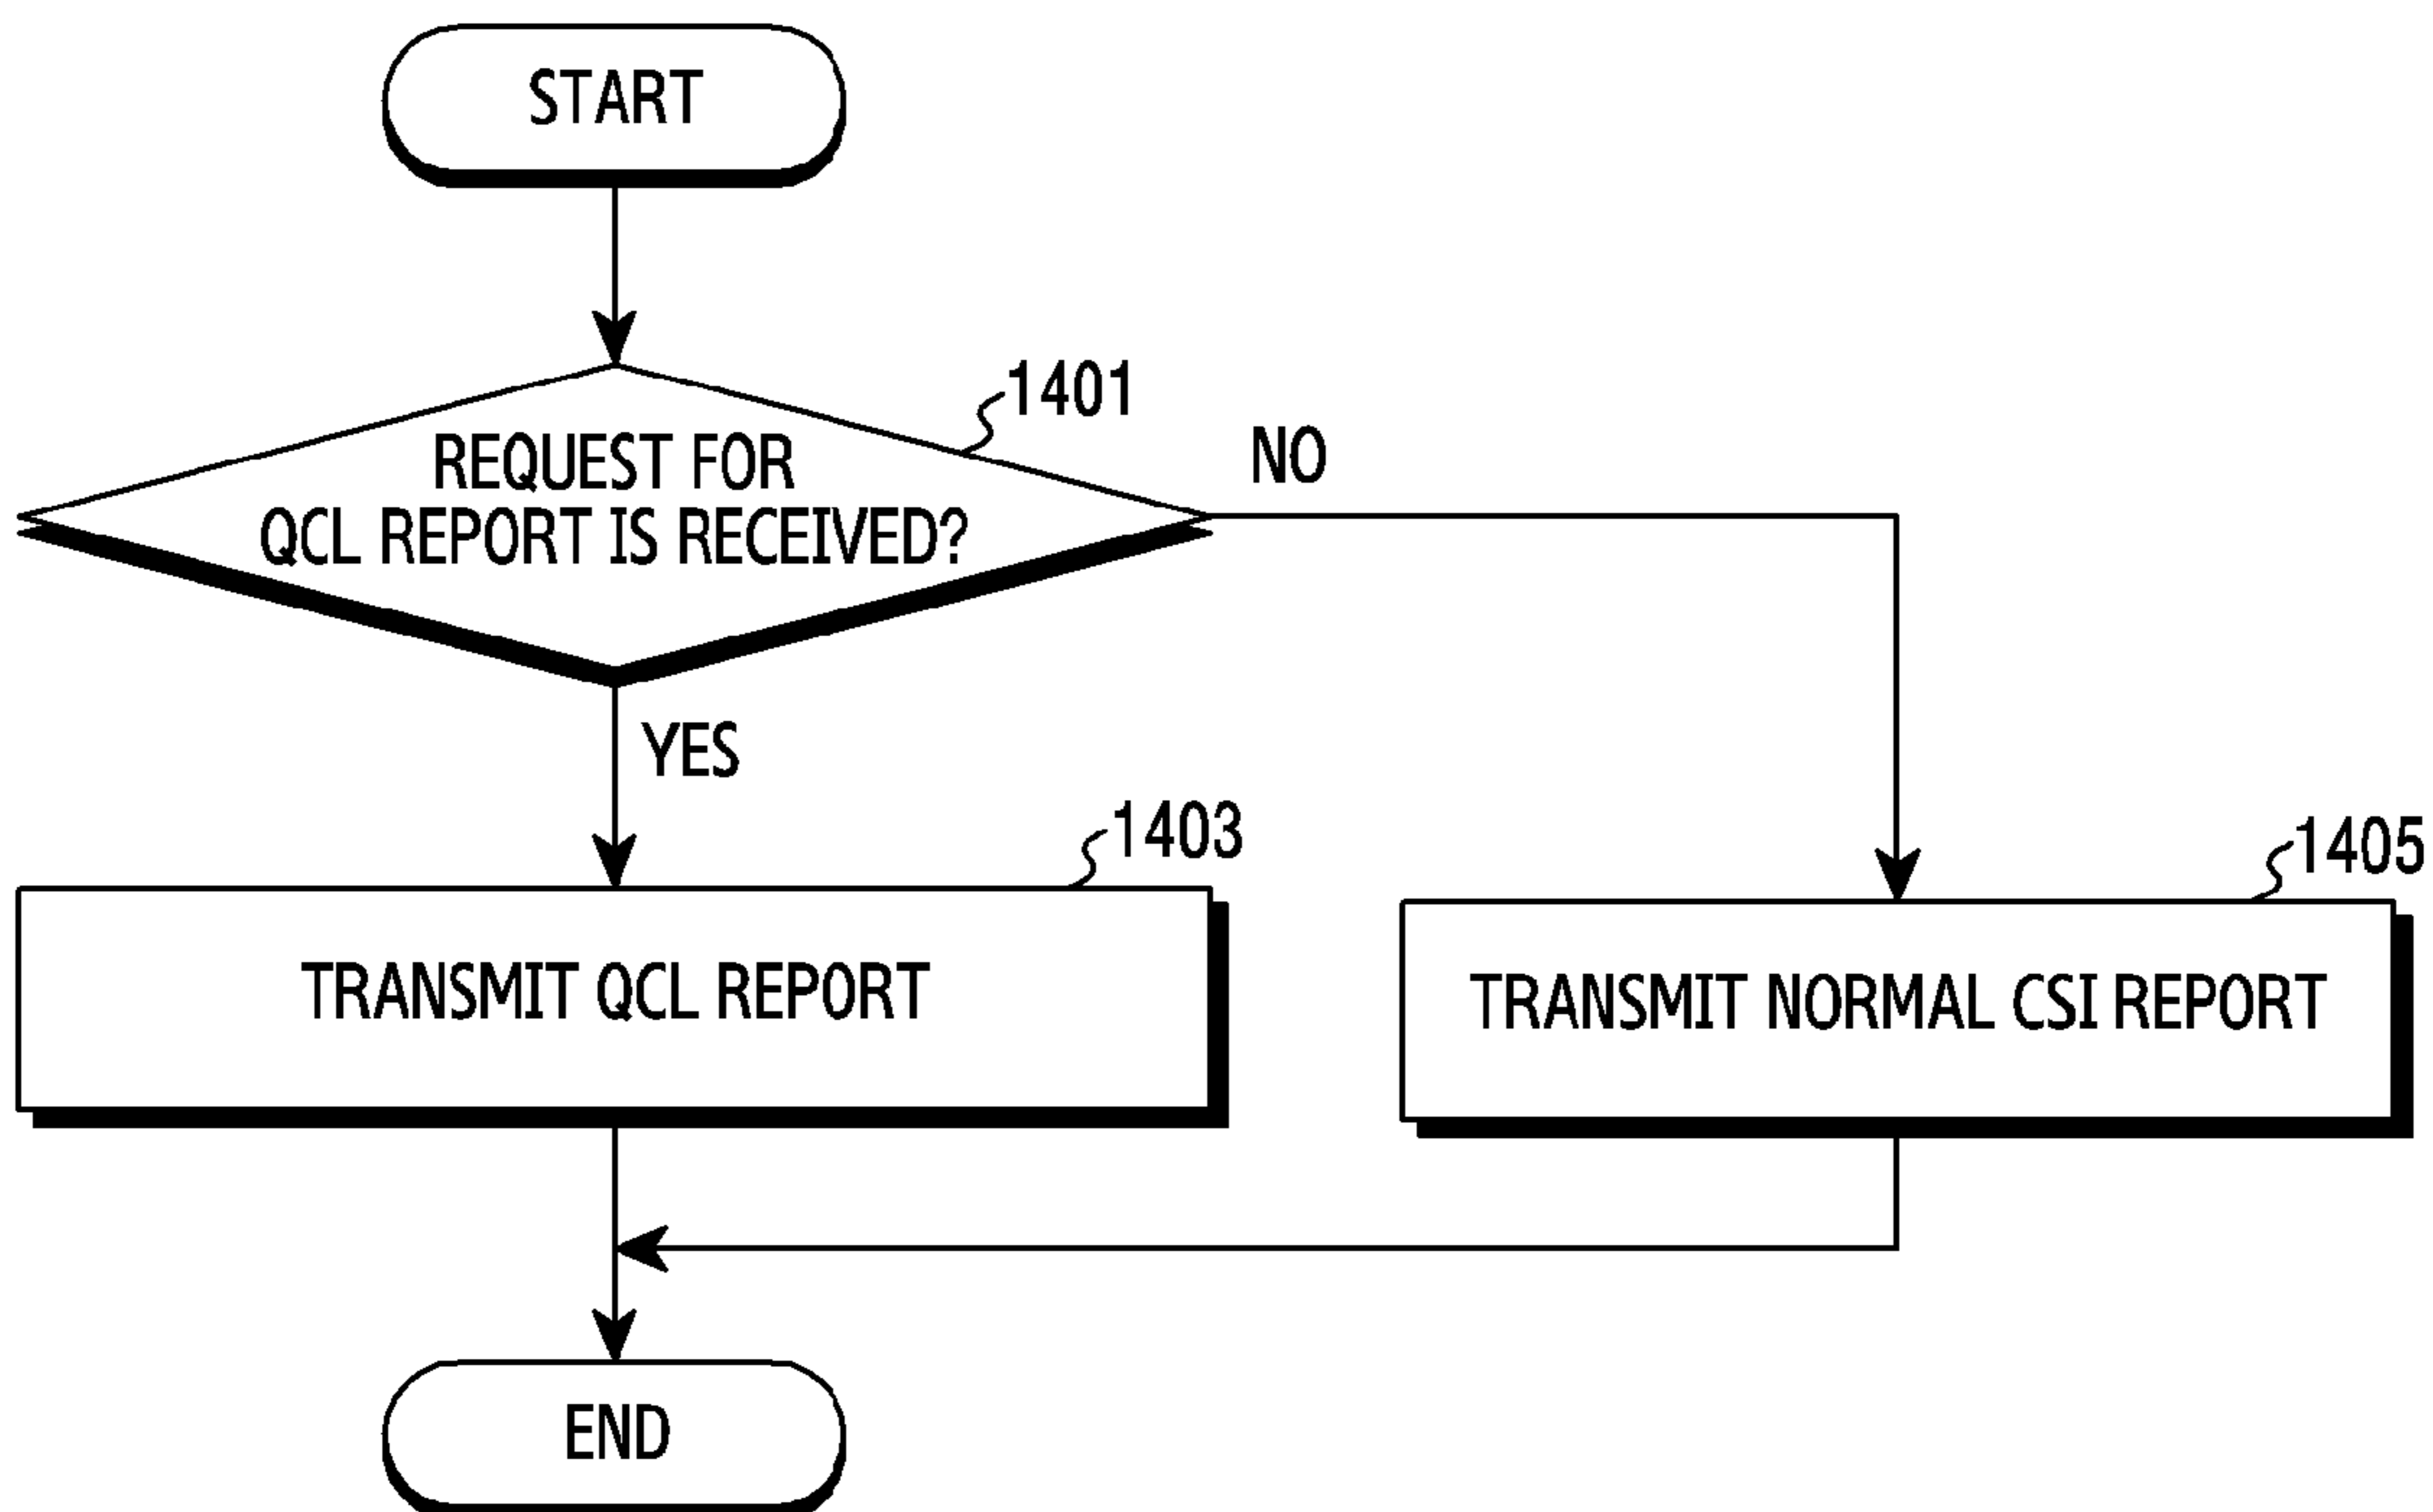 START
1401
REQUEST FOR
QCL REPORT IS RECEIVED?
NO
YES
1403
TRANSMIT QCL REPORT
1405
TRANSMIT NORMAL CSI REPORT
END